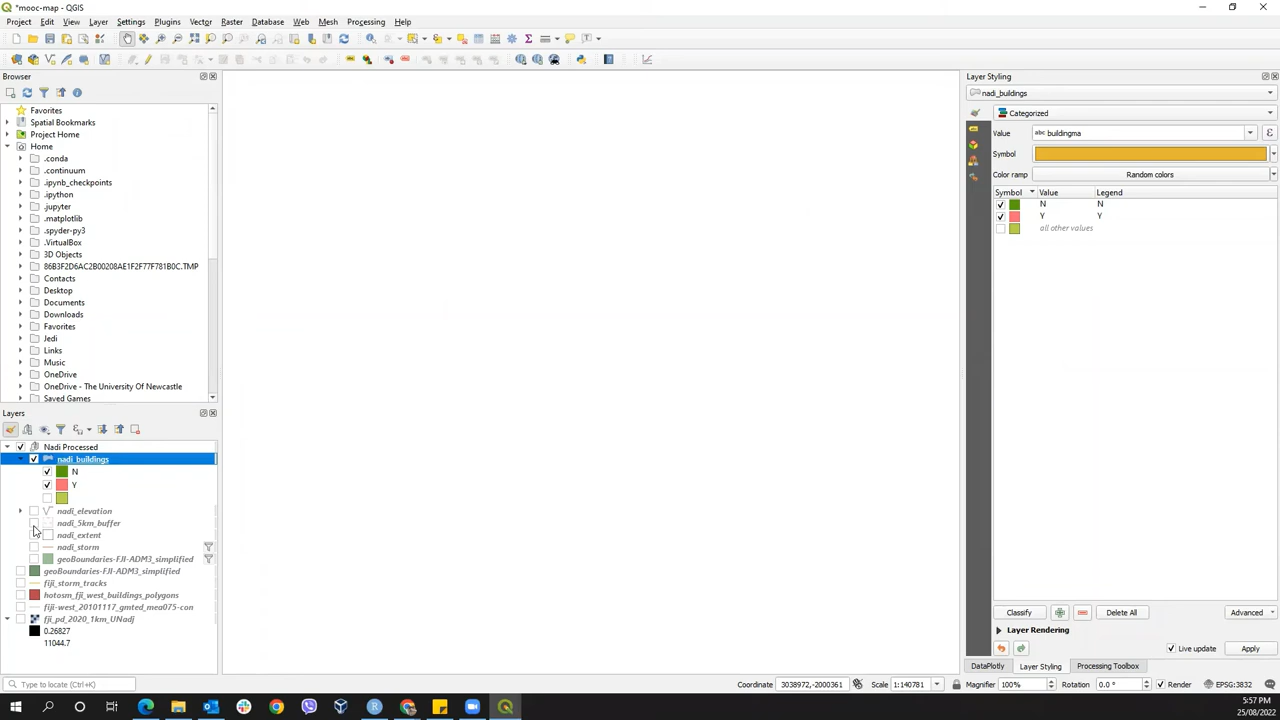 *mooc-map — QGIS
Project Edit View Layer Settings Plugins Vector Raster Database Web Mesh Processing Help
Browser
Favorites
Spatial Bookmarks
Project Home
Home
.conda
.continuum
.ipynb_checkpoints
.ipython
.jupyter
.matplotlib
.spyder-py3
.VirtualBox
3D Objects
86B3F2D6AC2B00208AE1F2F77F781B0C.TMP
Contacts
Desktop
Documents
Downloads
Favorites
Jedi
Links
Music
OneDrive
OneDrive - The University Of Newcastle
Saved Games
Layers
Nadi Processed
nadi_buildings
N
Y
nadi_elevation
nadi_5km_buffer
nadi_extent
nadi_storm
geoBoundaries-FJI-ADM3_simplified
geoBoundaries-FJI-ADM3_simplified
fiji_storm_tracks
hotosm_fji_west_buildings_polygons
fiji-west_20101117_gmted_mea075-con
fji_pd_2020_1km_UNadj
0.26827
11044.7
Layer Styling
nadi_buildings
Categorized
Value abc buildingma
Symbol
Color ramp Random colors
Symbol Value Legend
N N
Y Y
all other values
Classify Delete All Advanced
Layer Rendering
Live update Apply
DataPlotly Layer Styling Processing Toolbox
Type to locate (Ctrl+K) Coordinate 3038972,-2000361 Scale 1:140781 Magnifier 100% Rotation 0.0 ° Render EPSG:3832
5:57 PM
25/08/2022